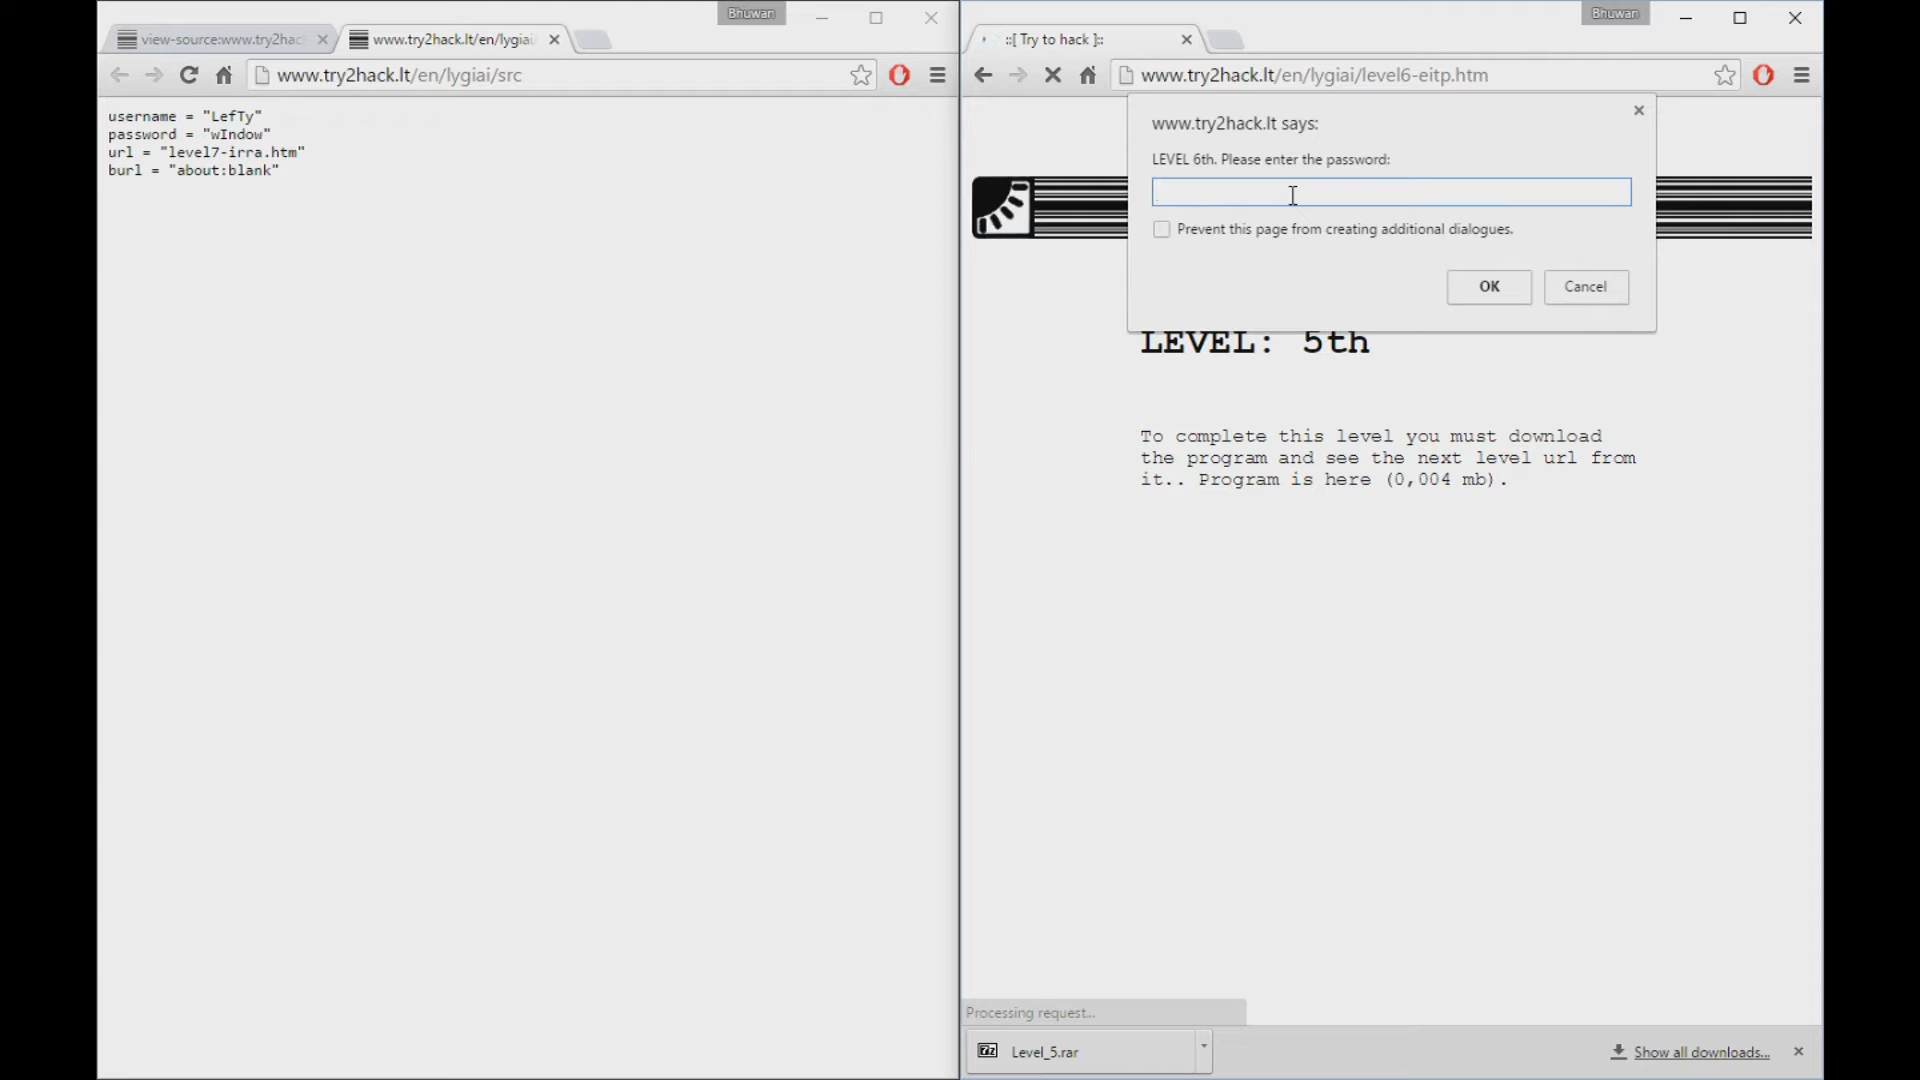 Bhuwan
view-source:www.try2hac
www.try2hack.lt/en/lygiai/
www.try2hack.lt/en/lygiai/src
username = "LefTy"
password = "wIndow"
url = "level7-irra.htm"
burl = "about:blank"
Bhuwan
::[ Try to hack ]::
www.try2hack.lt/en/lygiai/level6-eitp.htm
www.try2hack.lt says:
LEVEL 6th. Please enter the password:
Prevent this page from creating additional dialogues.
OK Cancel
LEVEL: 5th
To complete this level you must download
the program and see the next level url from
it.. Program is here (0,004 mb).
Processing request...
7z Level_5.rar
Show all downloads...